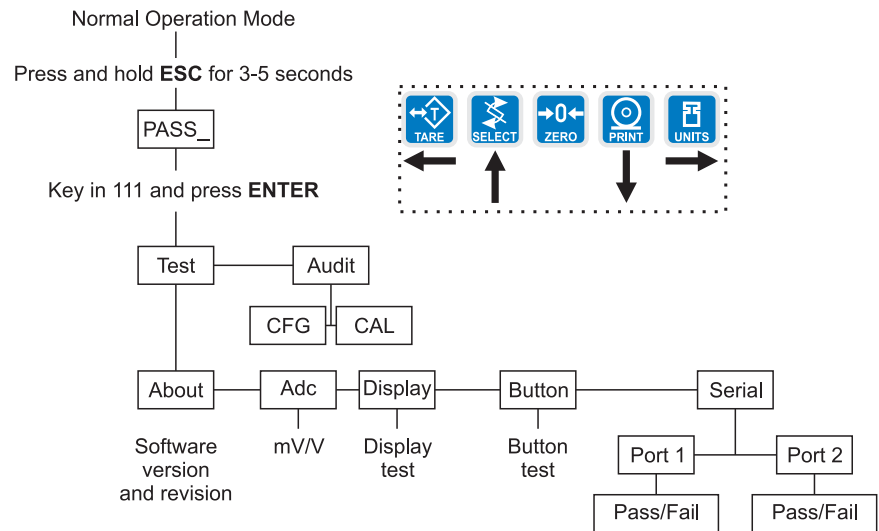 Normal Operation Mode
Press and hold ESC for 3-5 seconds
PASS_
Key in 111 and press ENTER
T
TARE
SELECT
→0←
ZERO
PRINT
UNITS
Test
Audit
CFG
CAL
About
Adc
Display
Button
Serial
Software
version
and revision
mV/V
Display
test
Button
test
Port 1
Port 2
Pass/Fail
Pass/Fail